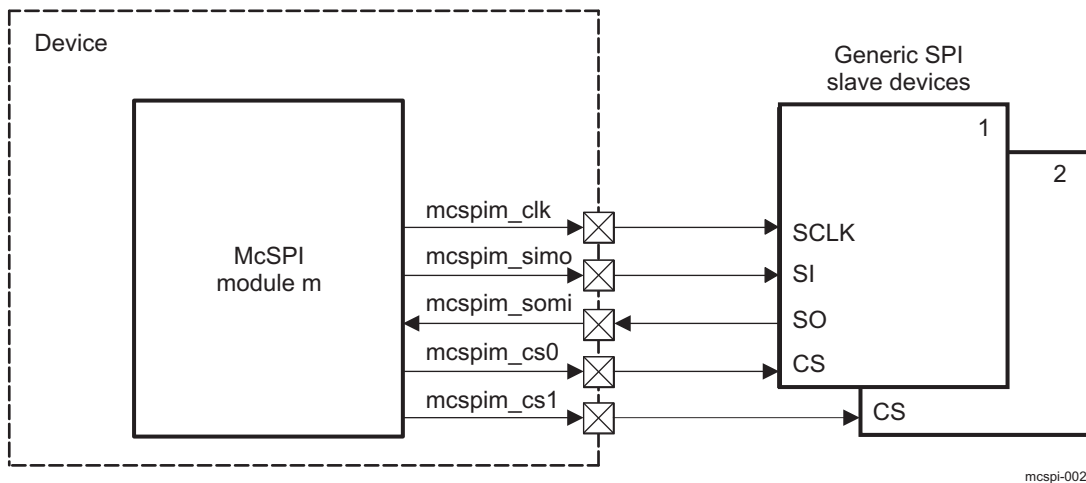 Device
Generic SPI
slave devices
1
2
McSPI
module m
mcspim_clk
mcspim_simo
mcspim_somi
mcspim_cs0
mcspim_cs1
SCLK
SI
SO
CS
CS
mcspi-002